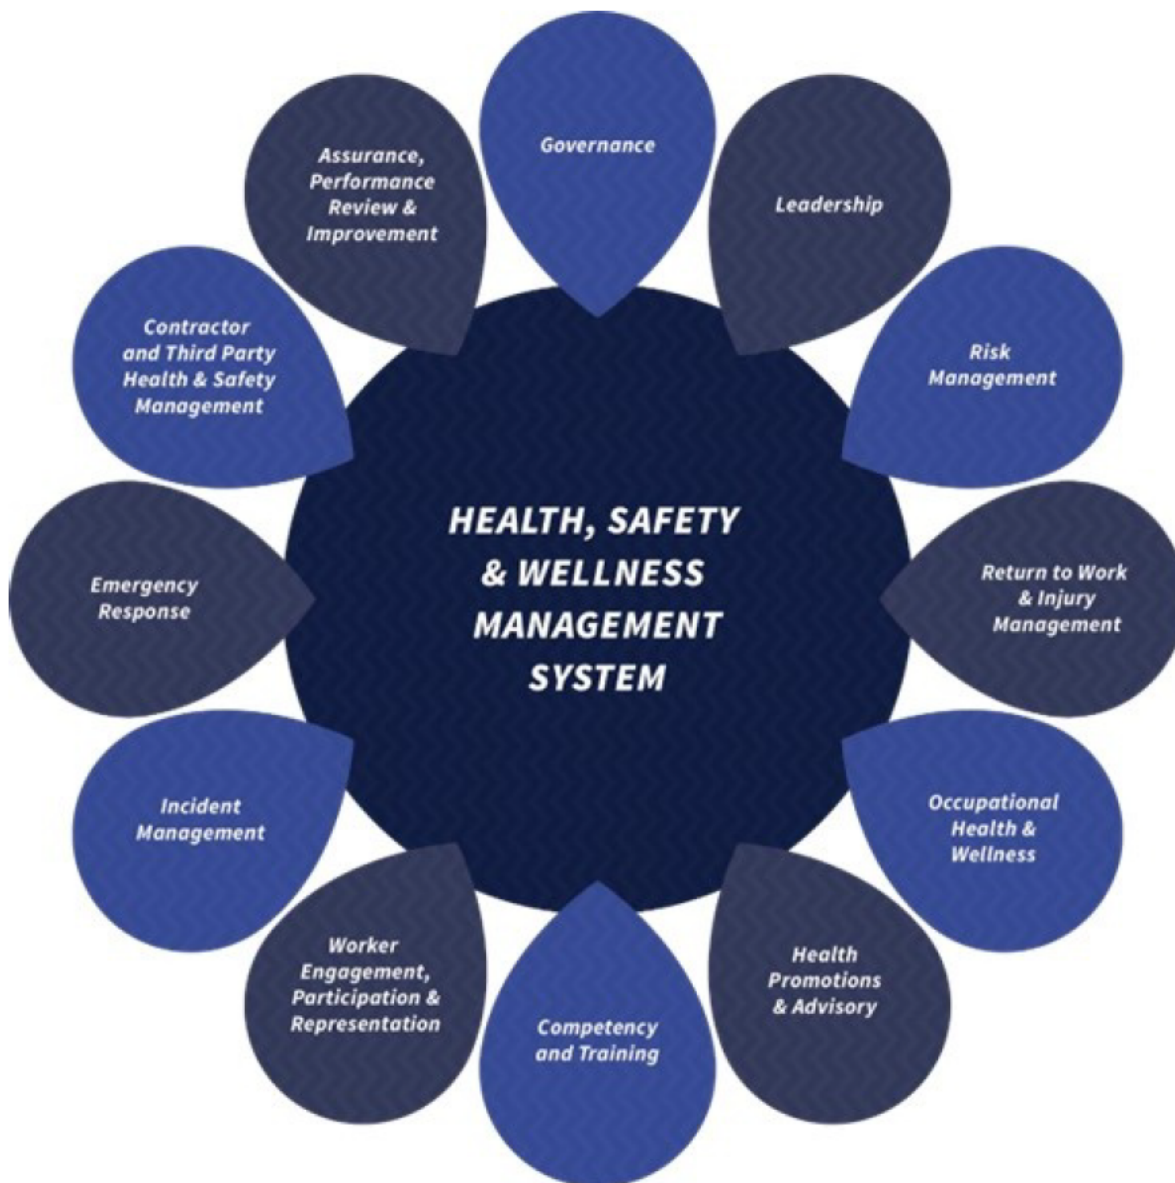 Governance
Leadership
Risk
Management
Return to Work
& Injury
Management
Occupational
Health &
Wellness
Health
Promotions
& Advisory
Competency
and Training
Worker
Engagement,
Participation &
Representation
Incident
Management
Emergency
Response
Contractor
and Third Party
Health & Safety
Management
Assurance,
Performance
Review &
Improvement
HEALTH, SAFETY
& WELLNESS
MANAGEMENT
SYSTEM